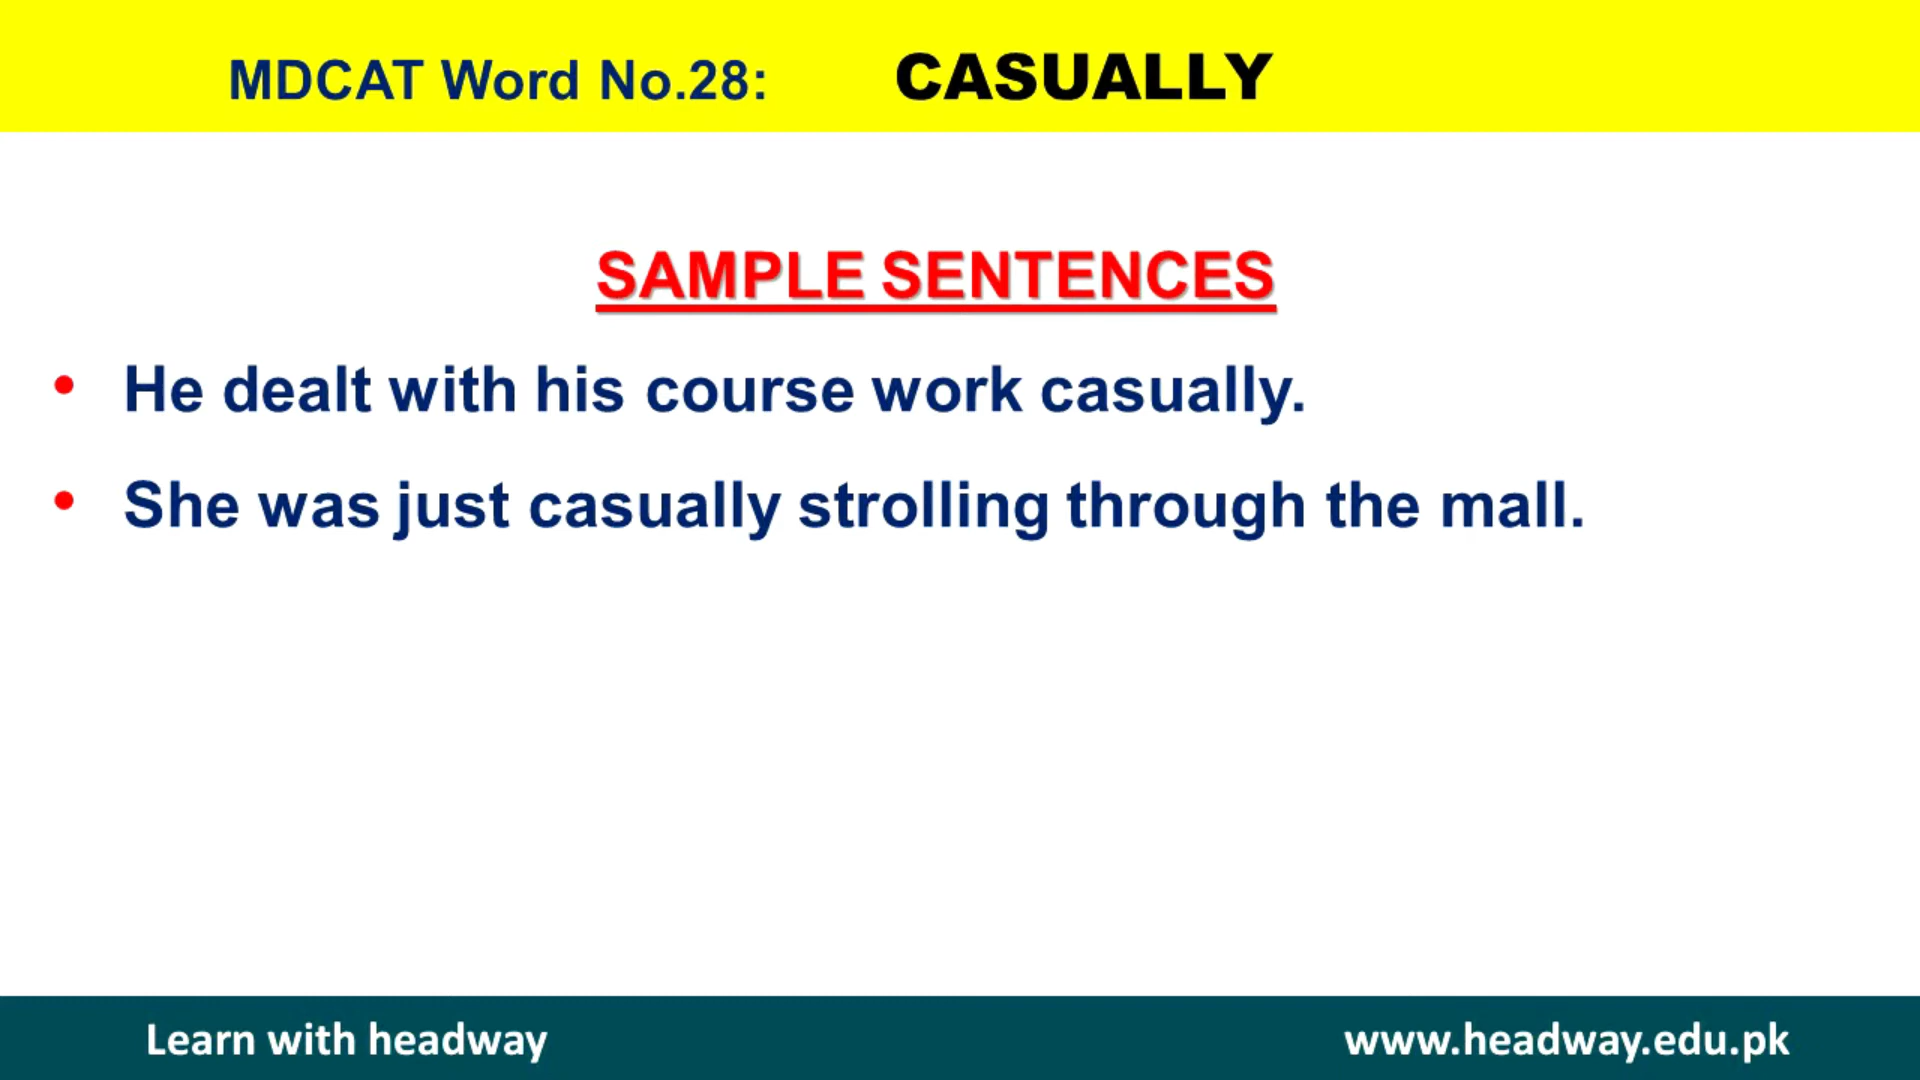 MDCAT Word No.28: CASUALLY
SAMPLE SENTENCES
• He dealt with his course work casually.
• She was just casually strolling through the mall.
Learn with headway www.headway.edu.pk